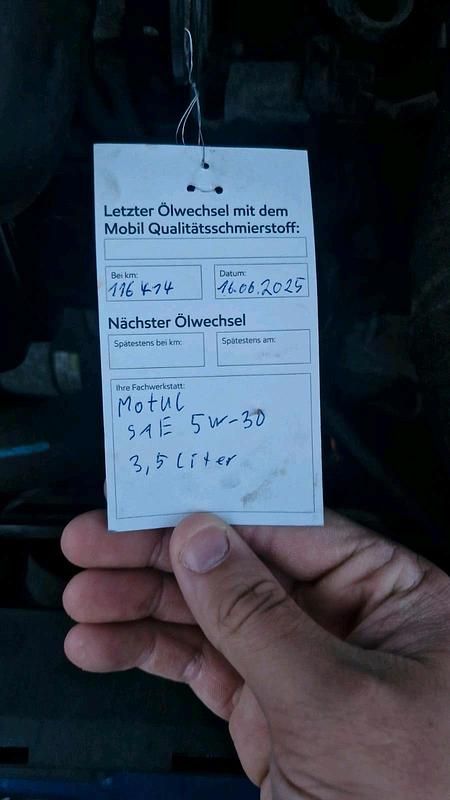 Letzter Ölwechsel mit dem
Mobil Qualitätsschmierstoff:
Bei km:
116 414
Datum:
16.06.2025
Nächster Ölwechsel
Spätestens bei km:
Spätestens am:
Ihre Fachwerkstatt:
Motul
SAE 5W-30
3,5 Liter